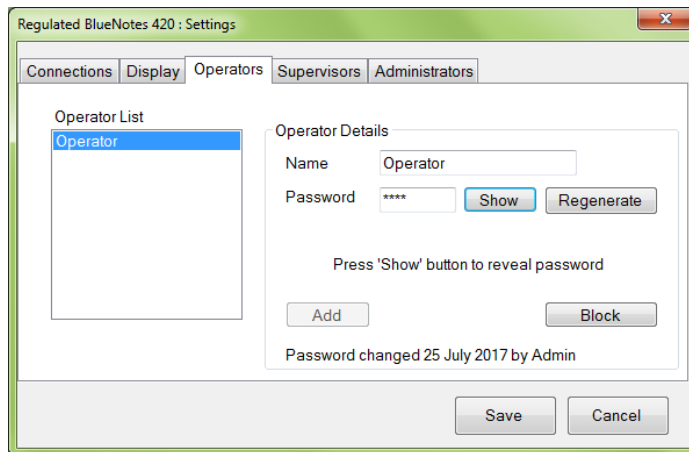 Regulated BlueNotes 420 : Settings
x
Connections Display Operators Supervisors Administrators
Operator List
Operator
Operator Details
Name Operator
Password **** Show Regenerate
Press 'Show' button to reveal password
Add Block
Password changed 25 July 2017 by Admin
Save Cancel